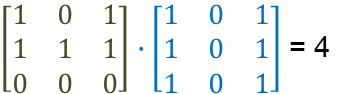 [1 0 1] [1 0 1]
[1 1 1] · [1 0 1] = 4
[0 0 0] [1 0 1]